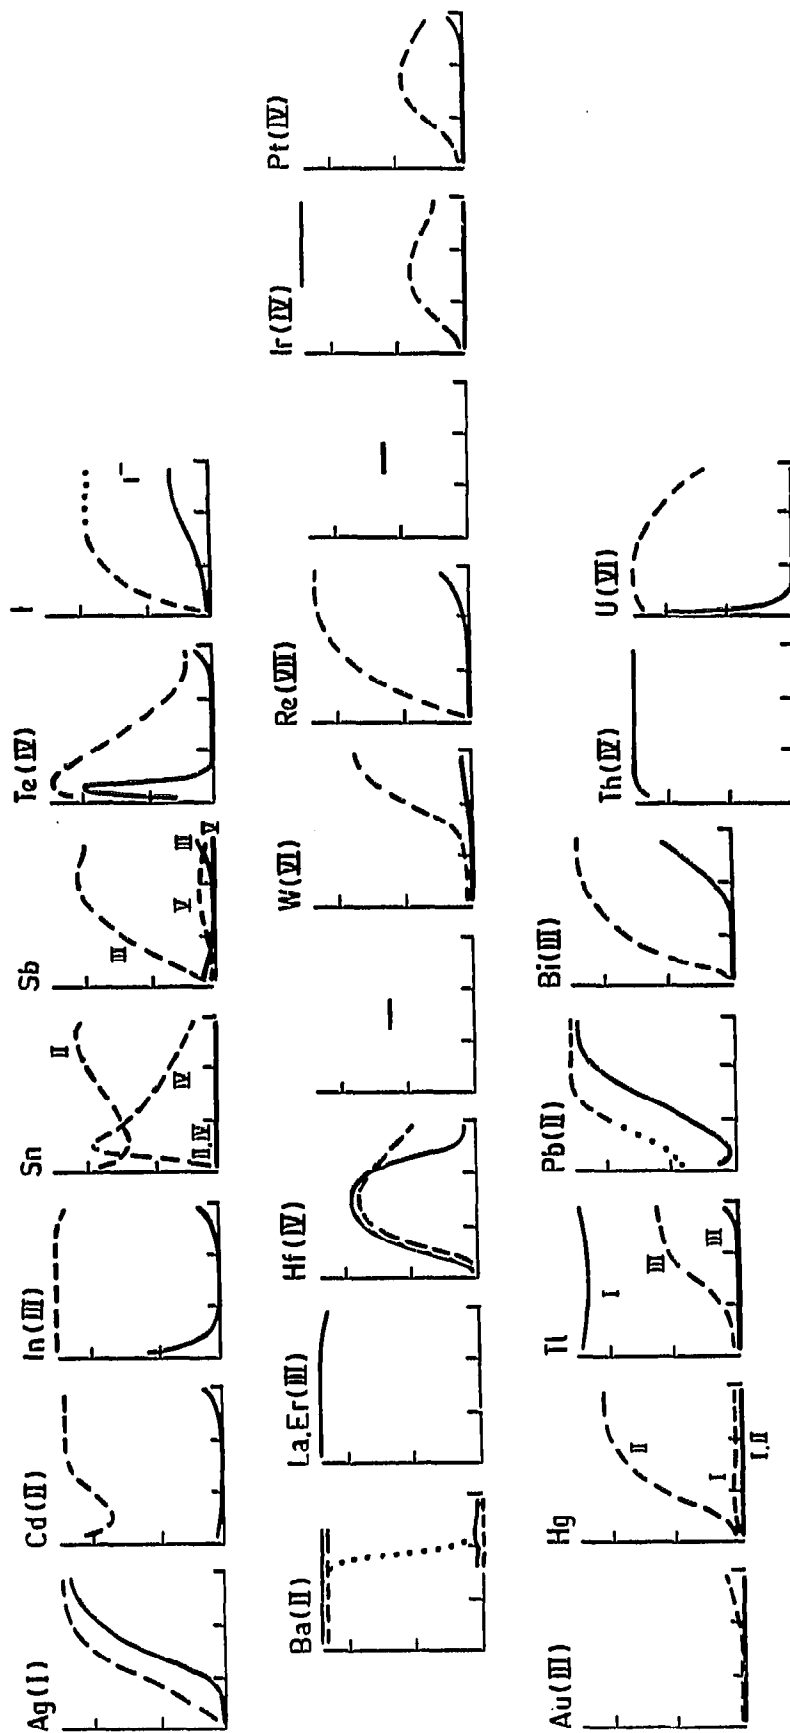 Ag(I)
Cd(II)
In(III)
Sn
II
IV
II,IV
Sb
III
V
III
V
Te(IV)
I
I⁻
Ba(II)
La,Er(III)
Hf(IV)
W(VI)
Re(VII)
Ir(IV)
Pt(IV)
Au(III)
Hg
II
I
I,II
Tl
I
III
III
Pb(II)
Bi(III)
Th(IV)
U(VI)